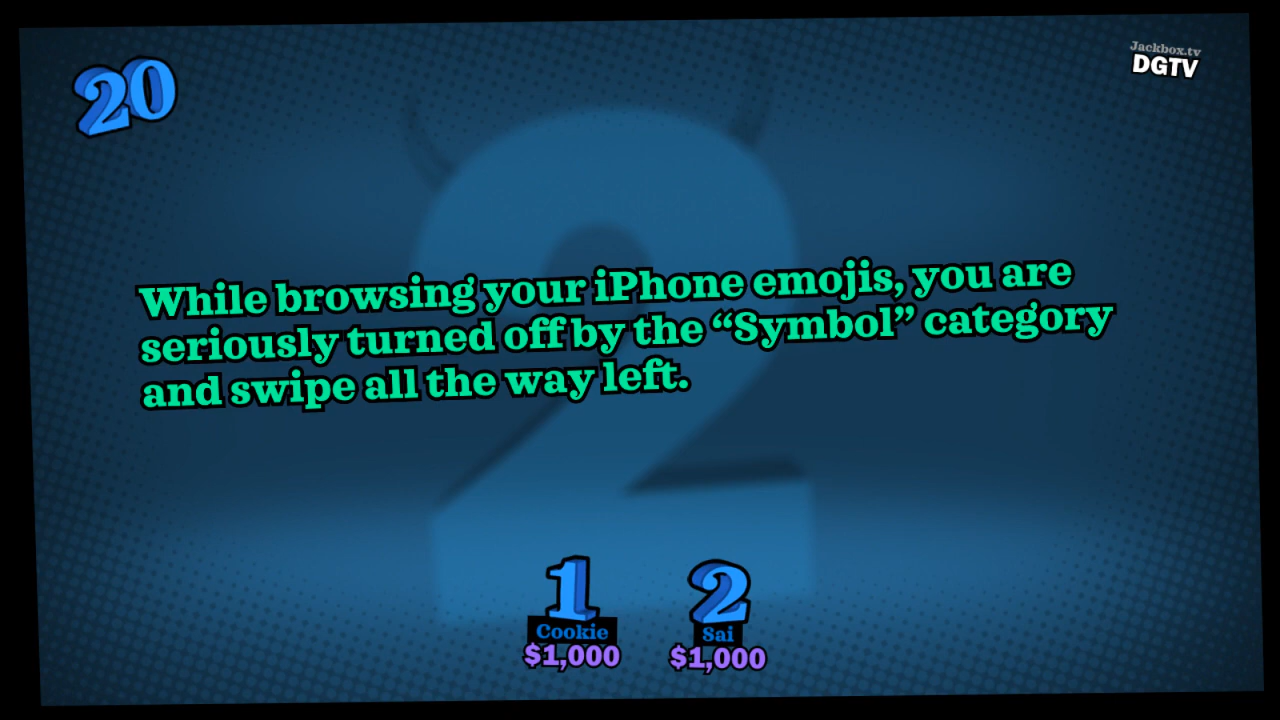 20
Jackbox.tv
DGTV
While browsing your iPhone emojis, you are
seriously turned off by the “Symbol” category
and swipe all the way left.
1 2
Cookie Sai
$1,000 $1,000